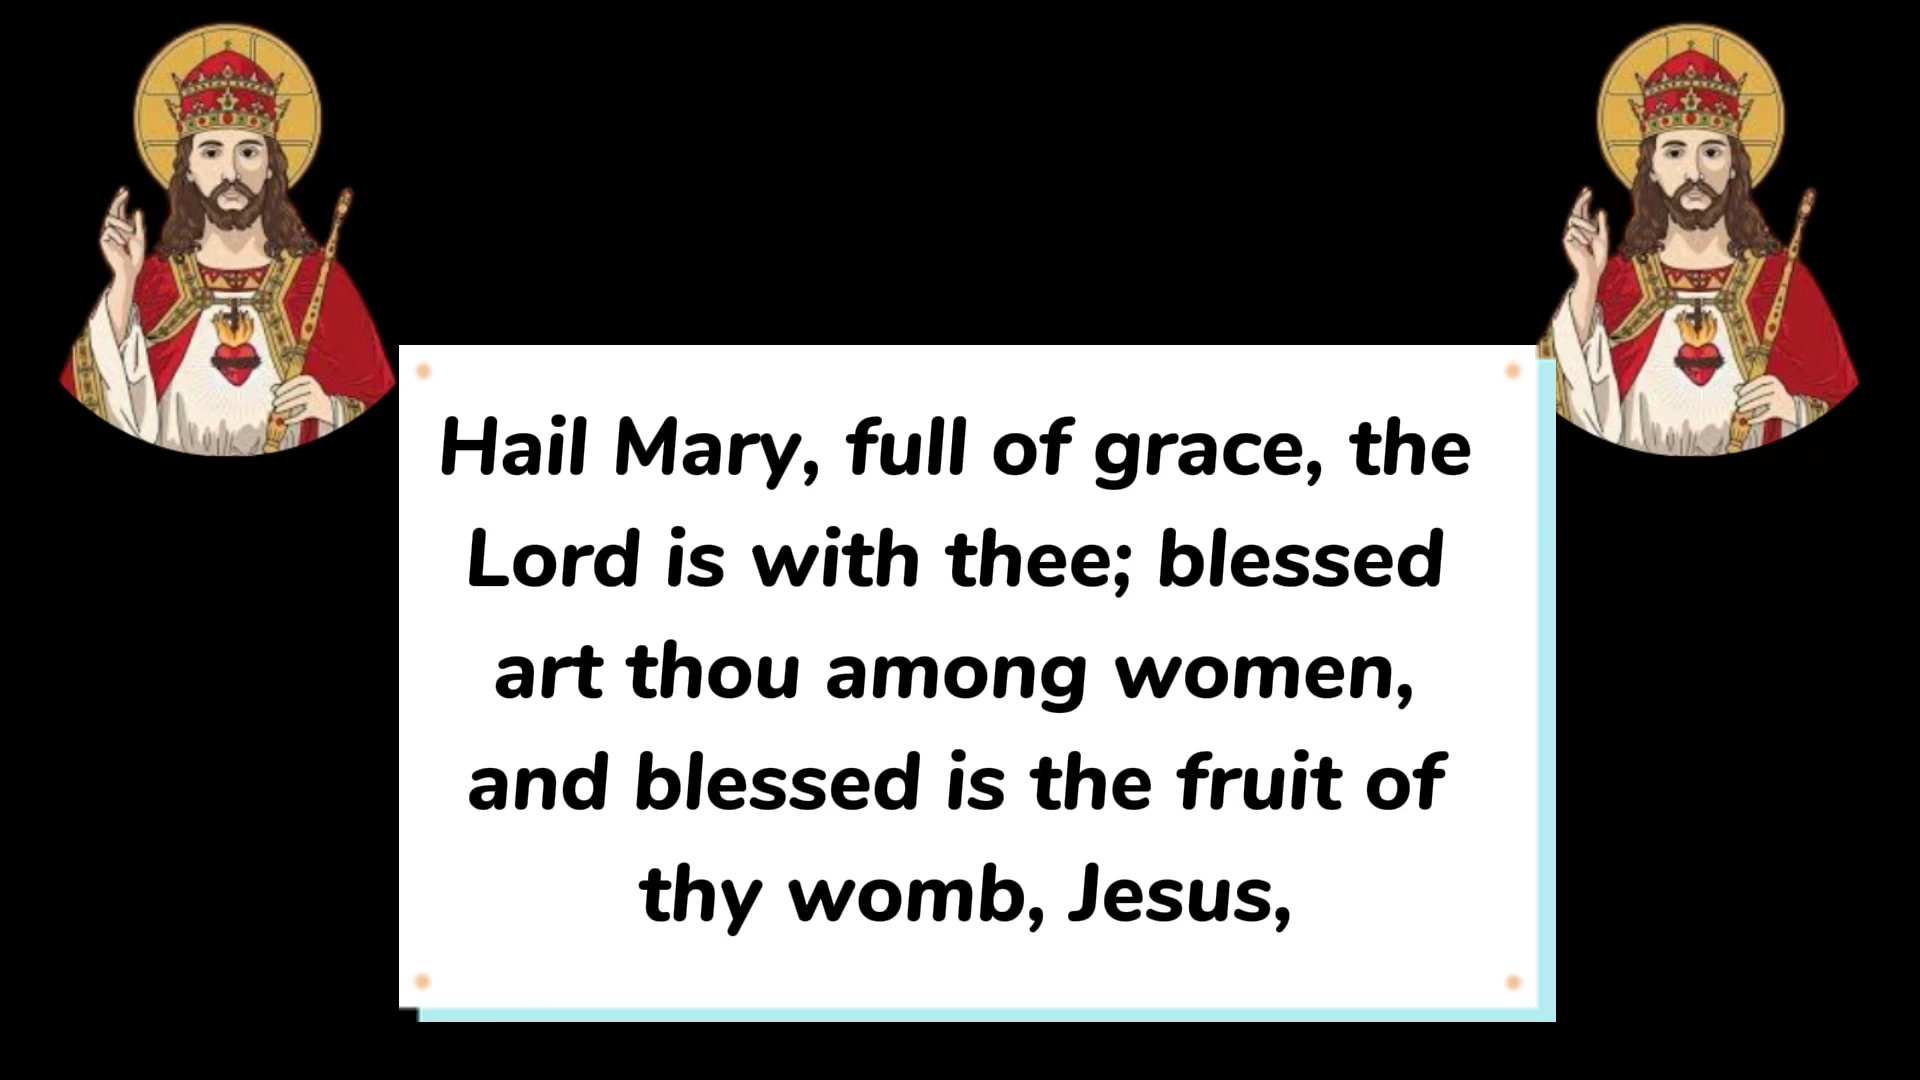 Hail Mary, full of grace, the
Lord is with thee; blessed
art thou among women,
and blessed is the fruit of
thy womb, Jesus,